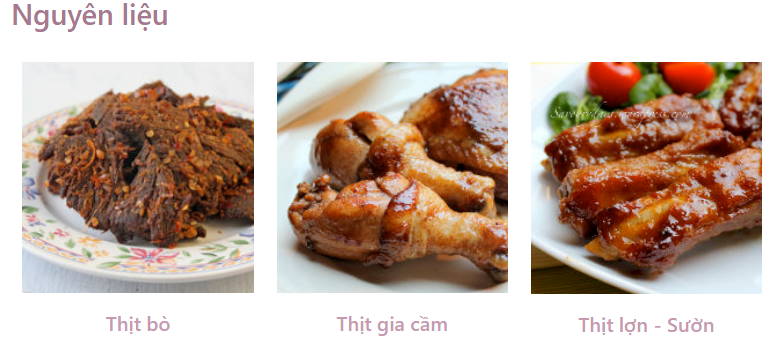 Nguyên liệu
Thịt bò
Thịt gia cầm
Thịt lợn - Sườn